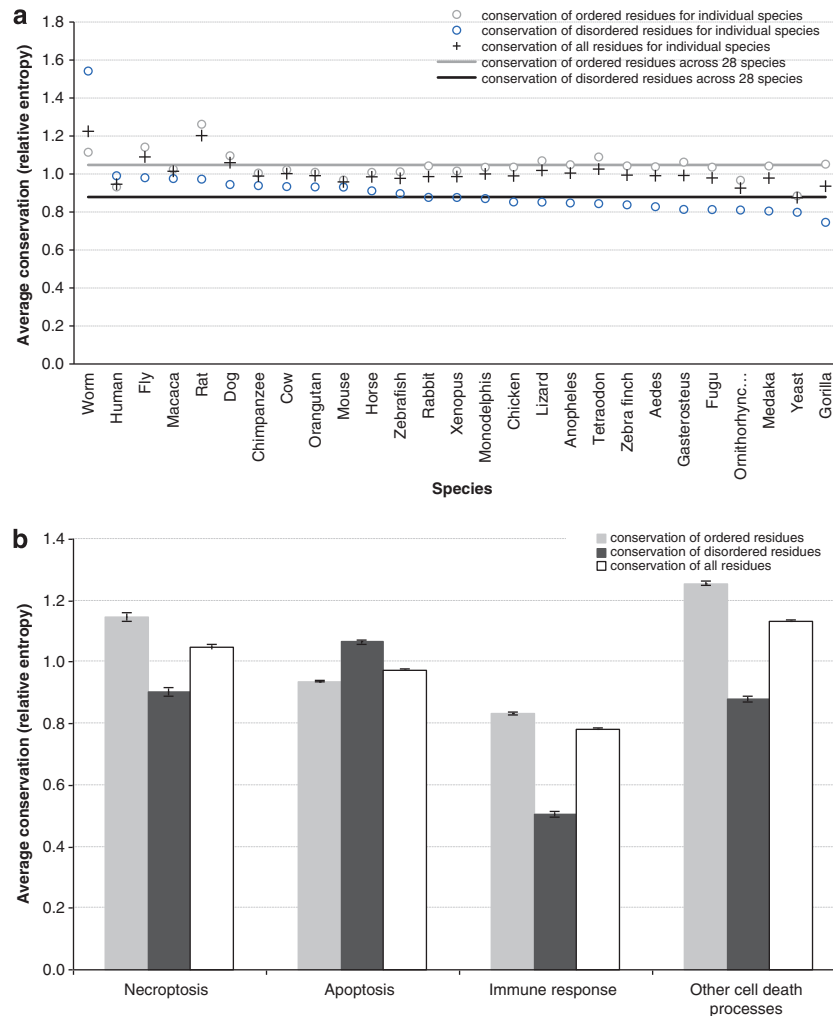 a
Average conservation (relative entropy)
1.8
1.6
1.4
1.2
1.0
0.8
0.6
0.4
0.2
0.0
conservation of ordered residues for individual species
conservation of disordered residues for individual species
conservation of all residues for individual species
conservation of ordered residues across 28 species
conservation of disordered residues across 28 species
Worm
Human
Fly
Macaca
Rat
Dog
Chimpanzee
Cow
Orangutan
Mouse
Horse
Zebrafish
Rabbit
Xenopus
Monodelphis
Chicken
Lizard
Anopheles
Tetraodon
Zebra finch
Aedes
Gasterosteus
Fugu
Ornithorhync...
Medaka
Yeast
Gorilla
Species
b
Average conservation (relative entropy)
1.4
1.2
1.0
0.8
0.6
0.4
0.2
0.0
conservation of ordered residues
conservation of disordered residues
conservation of all residues
Necroptosis
Apoptosis
Immune response
Other cell death
processes